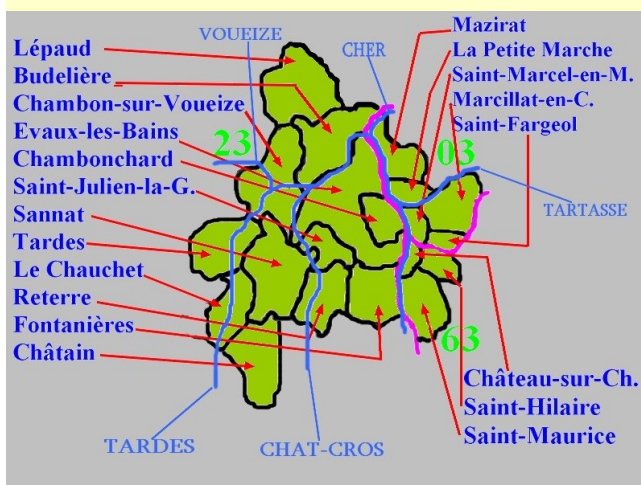 Lépaud
Budelière
Chambon-sur-Voueize
Evaux-les-Bains
Chambonchard
Saint-Julien-la-G.
Sannat
Tardes
Le Chauchet
Reterre
Fontanières
Châtain
VOUEIZE
CHER
23
03
63
TARTASSE
TARDES
CHAT-CROS
Mazirat
La Petite Marche
Saint-Marcel-en-M.
Marcillat-en-C.
Saint-Fargeol
Château-sur-Ch.
Saint-Hilaire
Saint-Maurice